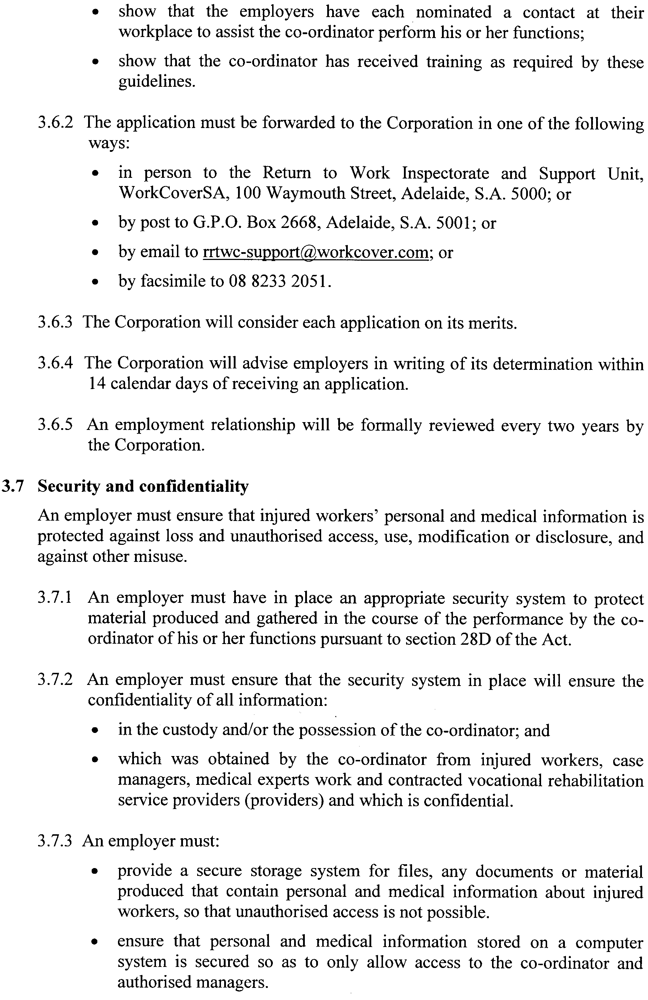 • show that the employers have each nominated a contact at their
workplace to assist the co-ordinator perform his or her functions;
• show that the co-ordinator has received training as required by these
guidelines.
3.6.2 The application must be forwarded to the Corporation in one of the following
ways:
• in person to the Return to Work Inspectorate and Support Unit,
WorkCoverSA, 100 Waymouth Street, Adelaide, S.A. 5000; or
• by post to G.P.O. Box 2668, Adelaide, S.A. 5001; or
• by email to rrtwc-support@workcover.com; or
• by facsimile to 08 8233 2051.
3.6.3 The Corporation will consider each application on its merits.
3.6.4 The Corporation will advise employers in writing of its determination within
14 calendar days of receiving an application.
3.6.5 An employment relationship will be formally reviewed every two years by
the Corporation.
3.7 Security and confidentiality
An employer must ensure that injured workers’ personal and medical information is
protected against loss and unauthorised access, use, modification or disclosure, and
against other misuse.
3.7.1 An employer must have in place an appropriate security system to protect
material produced and gathered in the course of the performance by the co-
ordinator of his or her functions pursuant to section 28D of the Act.
3.7.2 An employer must ensure that the security system in place will ensure the
confidentiality of all information:
• in the custody and/or the possession of the co-ordinator; and
• which was obtained by the co-ordinator from injured workers, case
managers, medical experts work and contracted vocational rehabilitation
service providers (providers) and which is confidential.
3.7.3 An employer must:
• provide a secure storage system for files, any documents or material
produced that contain personal and medical information about injured
workers, so that unauthorised access is not possible.
• ensure that personal and medical information stored on a computer
system is secured so as to only allow access to the co-ordinator and
authorised managers.